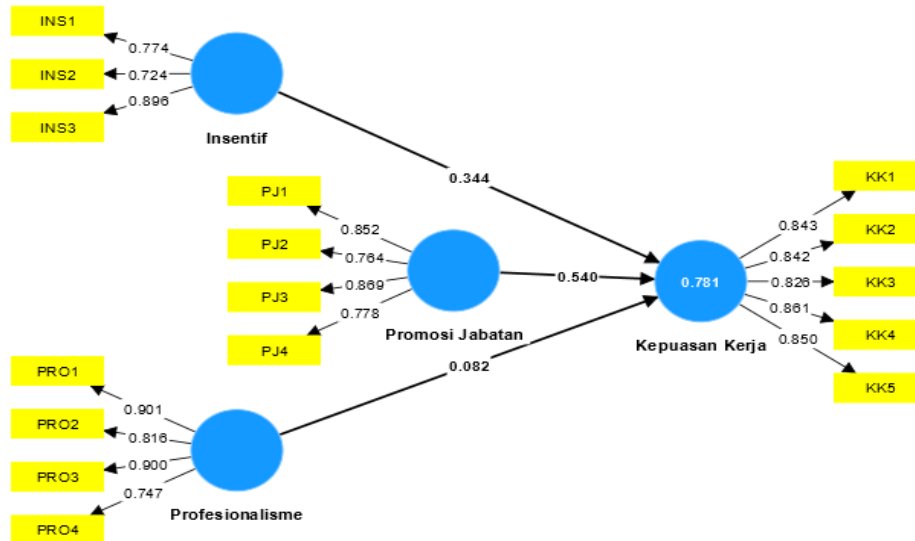 INS1
0.774
INS2
0.724
INS3
0.896
Insentif
0.344
PJ1
0.852
PJ2
0.764
PJ3
0.869
PJ4
0.778
Promosi Jabatan
0.540
PRO1
0.901
PRO2
0.816
PRO3
0.900
PRO4
0.747
Profesionalisme
0.082
0.781
Kepuasan Kerja
KK1
0.843
KK2
0.842
KK3
0.826
KK4
0.861
KK5
0.850